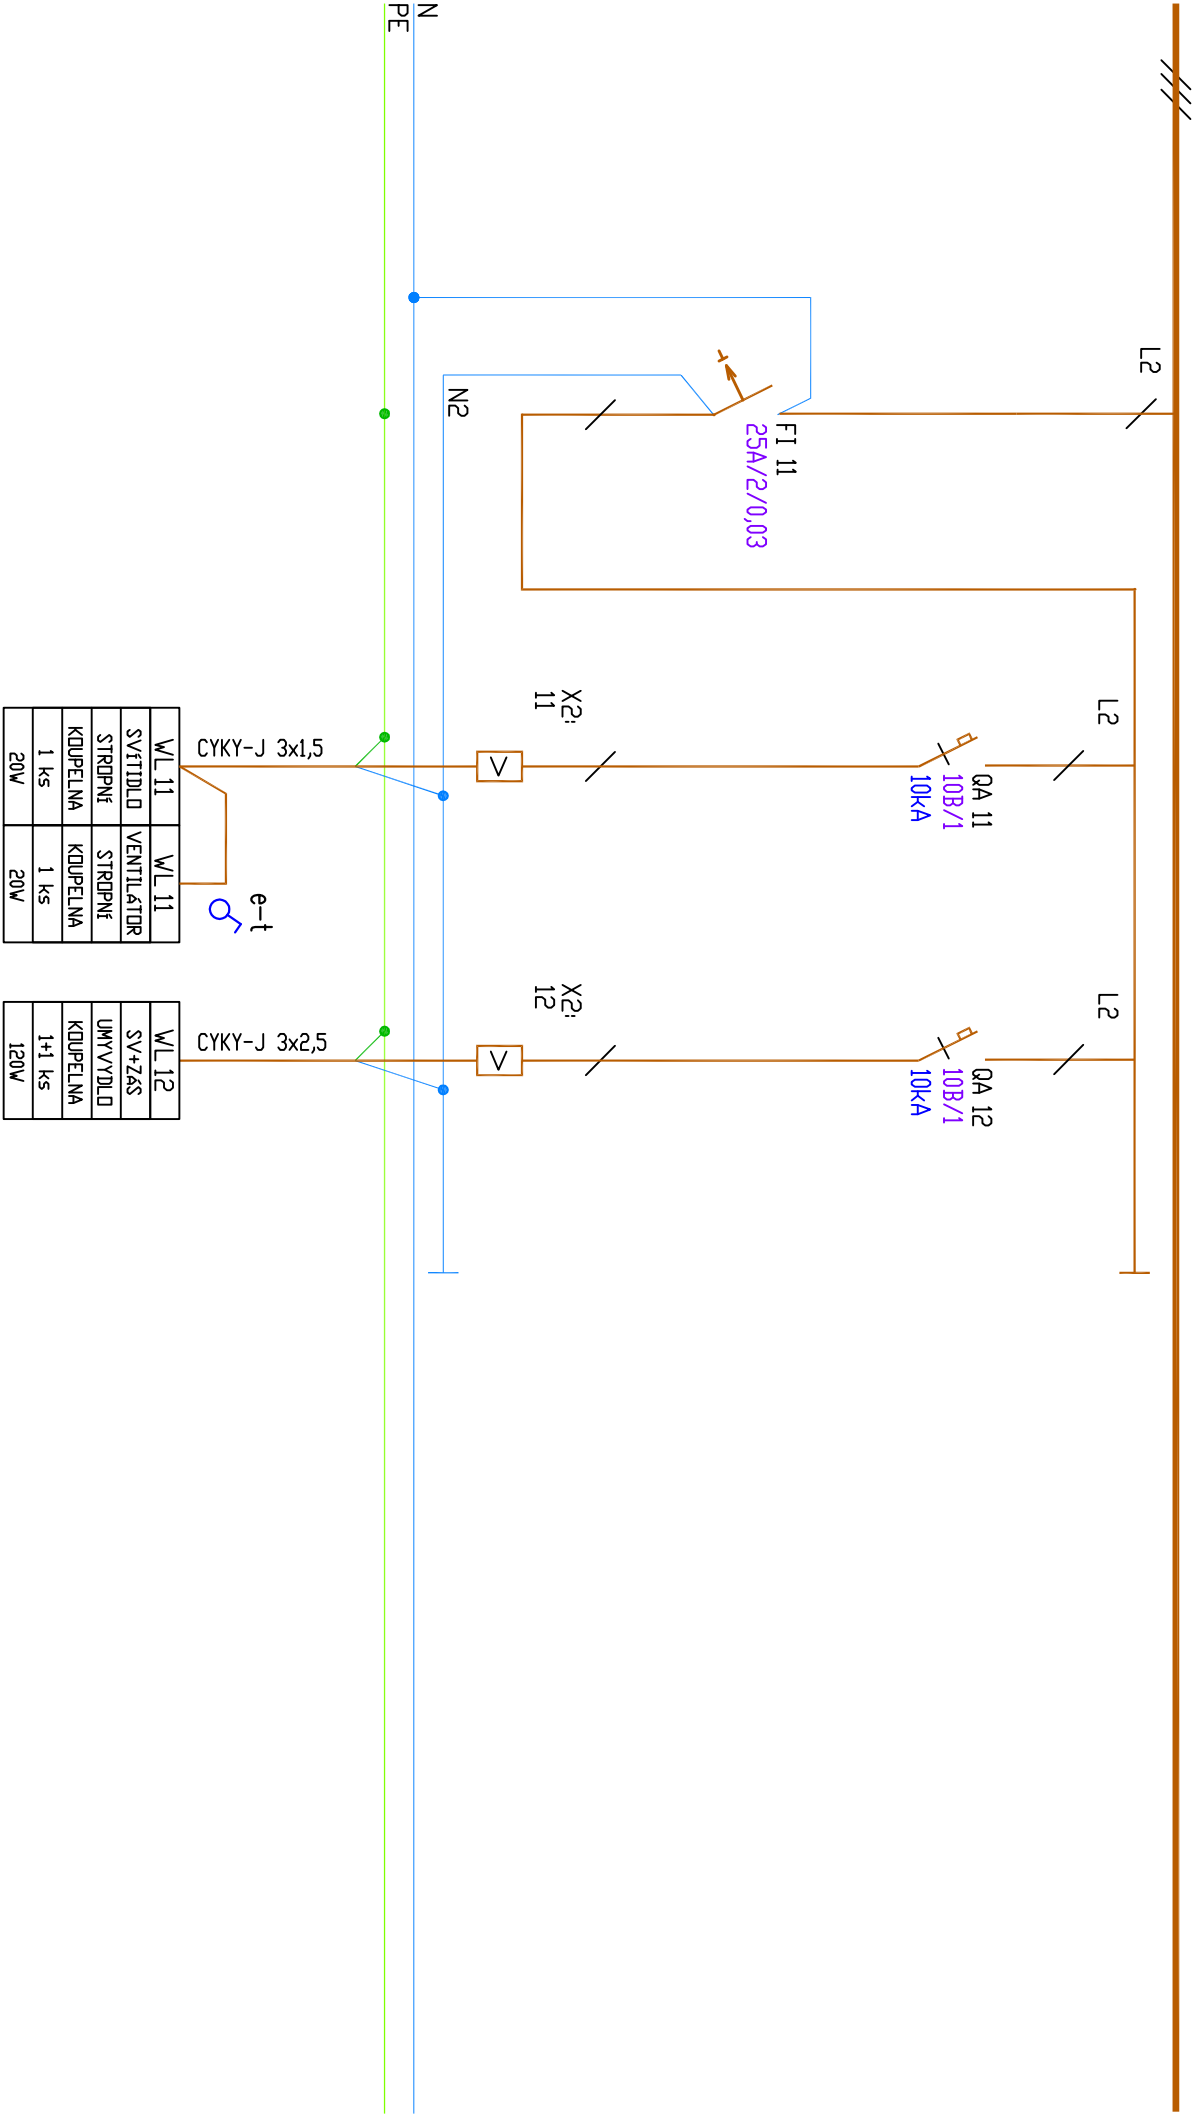 L2
FI 11
25A/2/0,03
N2
N
PE
L2
QA 11
10B/1
10kA
X2:
11
CYKY-J 3x1,5
WL 11
SVÍTIDLO
STROPNÍ
KOUPELNA
1 ks
20W
e-t
WL 11
VENTILÁTOR
STROPNÍ
KOUPELNA
1 ks
20W
L2
QA 12
10B/1
10kA
X2:
12
CYKY-J 3x2,5
WL 12
SV+ZÁS
UMYVYDLO
KOUPELNA
1+1 ks
120W